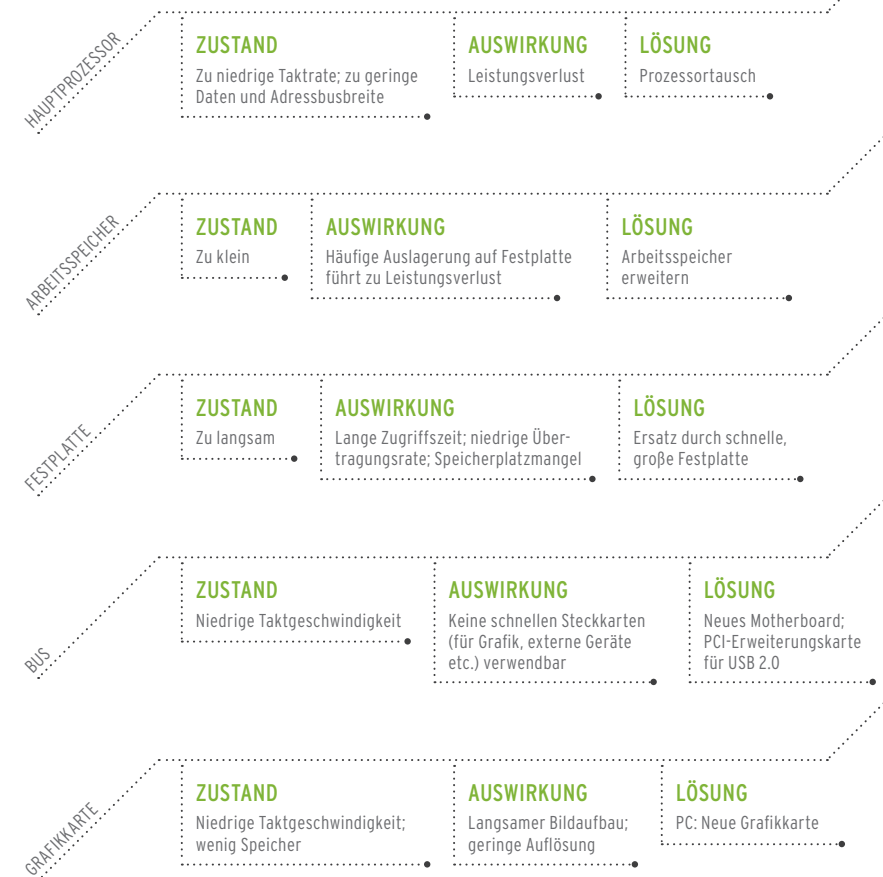 HAUPTPROZESSOR
ZUSTAND
Zu niedrige Taktrate; zu geringe
Daten und Adressbusbreite
AUSWIRKUNG
Leistungsverlust
LÖSUNG
Prozessortausch
ARBEITSSPEICHER
ZUSTAND
Zu klein
AUSWIRKUNG
Häufige Auslagerung auf Festplatte
führt zu Leistungsverlust
LÖSUNG
Arbeitsspeicher
erweitern
FESTPLATTE
ZUSTAND
Zu langsam
AUSWIRKUNG
Lange Zugriffszeit; niedrige Über-
tragungsrate; Speicherplatzmangel
LÖSUNG
Ersatz durch schnelle,
große Festplatte
BUS
ZUSTAND
Niedrige Taktgeschwindigkeit
AUSWIRKUNG
Keine schnellen Steckkarten
(für Grafik, externe Geräte
etc.) verwendbar
LÖSUNG
Neues Motherboard;
PCI-Erweiterungskarte
für USB 2.0
GRAFIKKARTE
ZUSTAND
Niedrige Taktgeschwindigkeit;
wenig Speicher
AUSWIRKUNG
Langsamer Bildaufbau;
geringe Auflösung
LÖSUNG
PC: Neue Grafikkarte